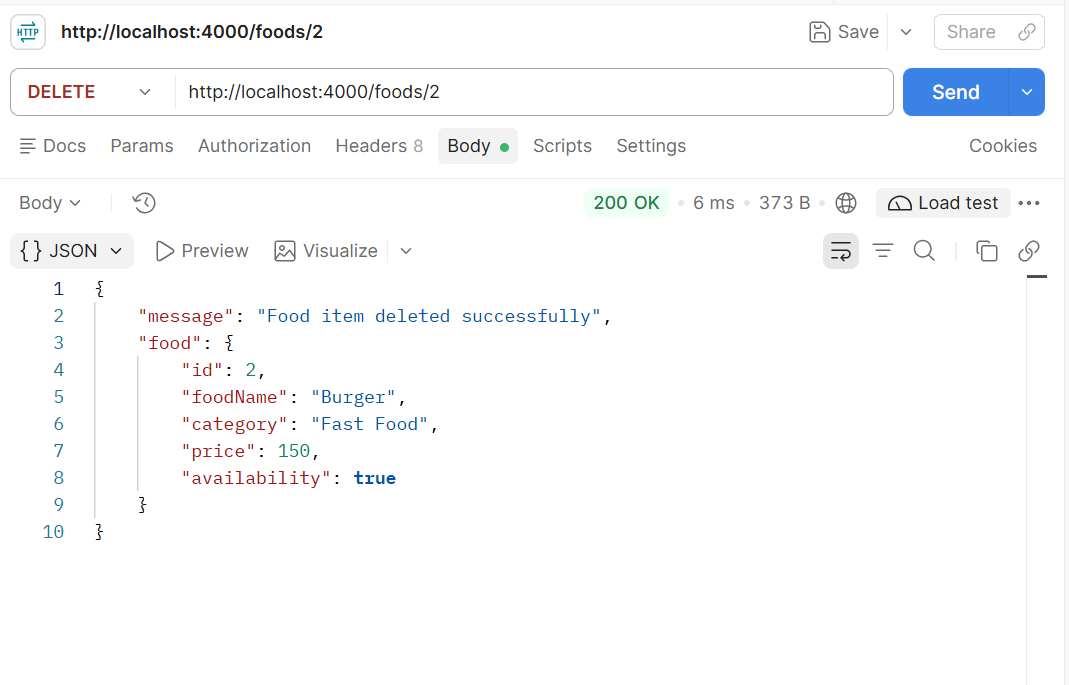 HTTP http://localhost:4000/foods/2 Save Share
DELETE http://localhost:4000/foods/2 Send
Docs Params Authorization Headers 8 Body Scripts Settings Cookies
Body 200 OK • 6 ms • 373 B • Load test
{} JSON Preview Visualize
1 {
2 "message": "Food item deleted successfully",
3 "food": {
4 "id": 2,
5 "foodName": "Burger",
6 "category": "Fast Food",
7 "price": 150,
8 "availability": true
9 }
10 }